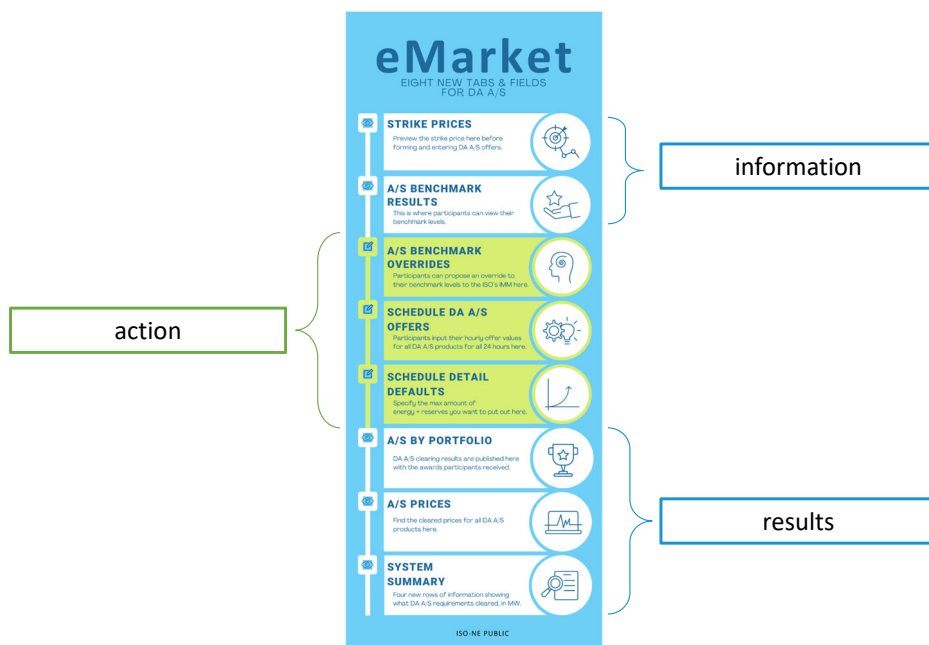 eMarket
EIGHT NEW TABS & FIELDS
FOR DA A/S
STRIKE PRICES
Preview the strike price here before
forming and entering DA A/S offers.
A/S BENCHMARK
RESULTS
This is where participants can view their
benchmark levels.
information
A/S BENCHMARK
OVERRIDES
Participants can propose an override to
their benchmark levels to the ISO's IMM here.
SCHEDULE DA A/S
OFFERS
Participants input their hourly offer values
for all DA A/S products for all 24 hours here.
SCHEDULE DETAIL
DEFAULTS
Specify the max amount of
energy + reserves you want to put out here.
action
A/S BY PORTFOLIO
DA A/S clearing results are published here
with the awards participants received.
A/S PRICES
Find the cleared prices for all DA A/S
products here.
SYSTEM
SUMMARY
Four new rows of information showing
what DA A/S requirements cleared, in MW.
results
ISO-NE PUBLIC